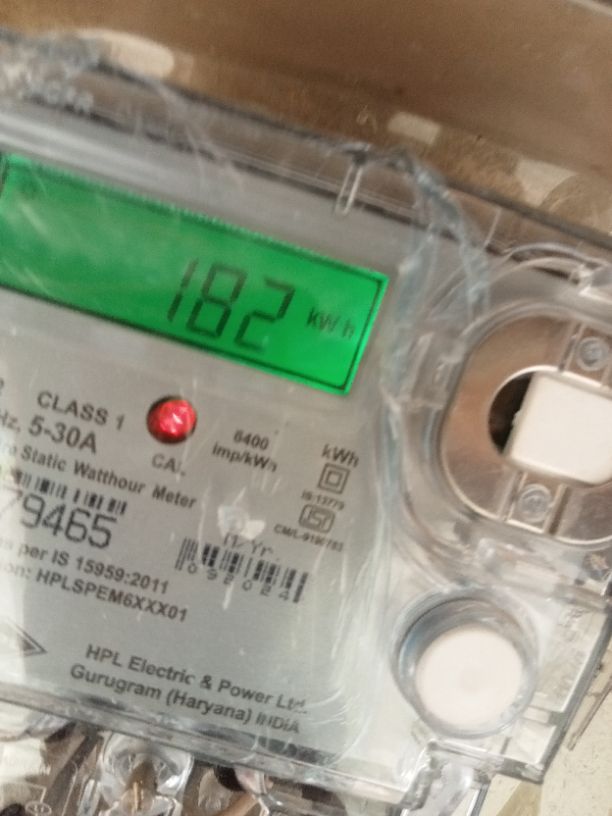 182 kWh
CLASS 1
Hz, 5-30A
CAL
6400
imp/kWh
kWh
IS:13779
Static Watthour Meter
79465
per IS 15959:2011
HPLSPEM6XXX01
HPL Electric & Power Ltd.
Gurugram (Haryana) INDIA